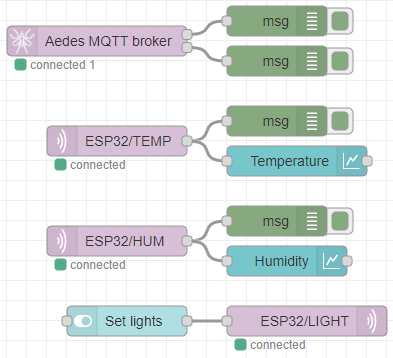 msg
Aedes MQTT broker
connected 1
msg
msg
ESP32/TEMP
connected
Temperature
msg
ESP32/HUM
connected
Humidity
Set lights
ESP32/LIGHT
connected